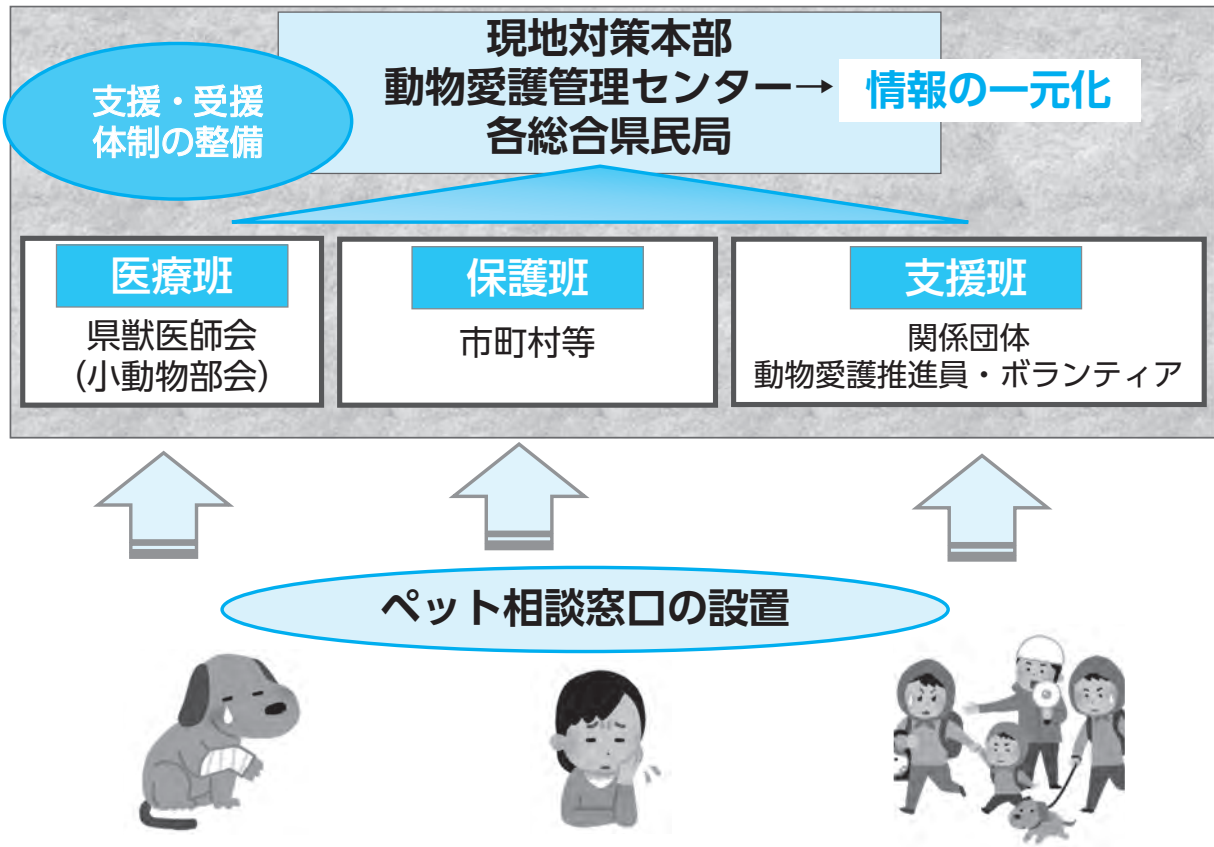 現地対策本部
動物愛護管理センター→
各総合県民局
情報の一元化
支援・受援
体制の整備
医療班
県獣医師会
(小動物部会)
保護班
市町村等
支援班
関係団体
動物愛護推進員・ボランティア
ペット相談窓口の設置